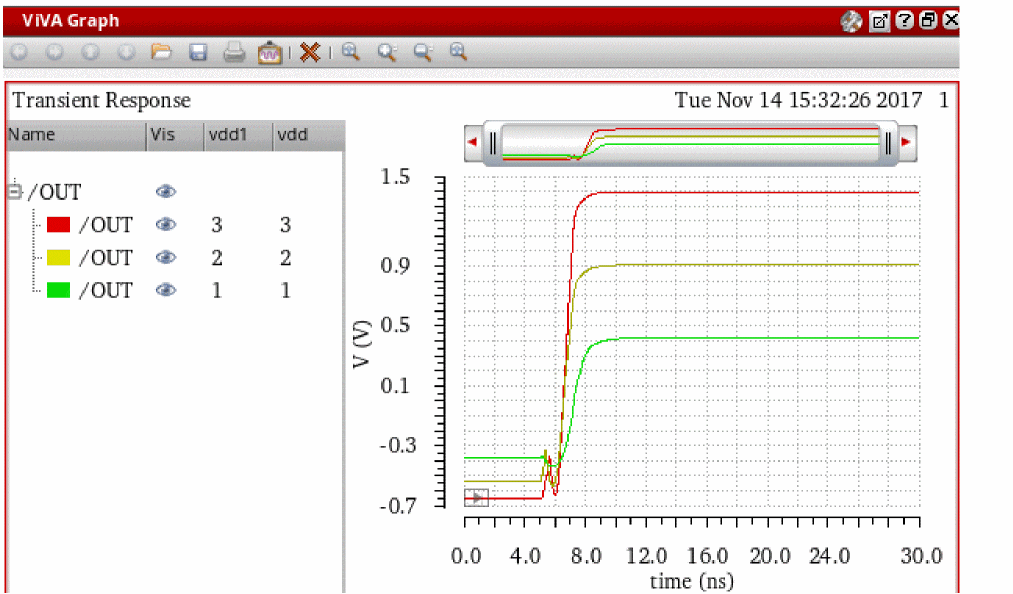 ViVA Graph
Transient Response
Tue Nov 14 15:32:26 2017 1
Name Vis vdd1 vdd
/OUT
/OUT 3 3
/OUT 2 2
/OUT 1 1
V (V)
1.5
0.9
0.5
0.1
-0.3
-0.7
0.0 4.0 8.0 12.0 16.0 20.0 24.0 30.0
time (ns)